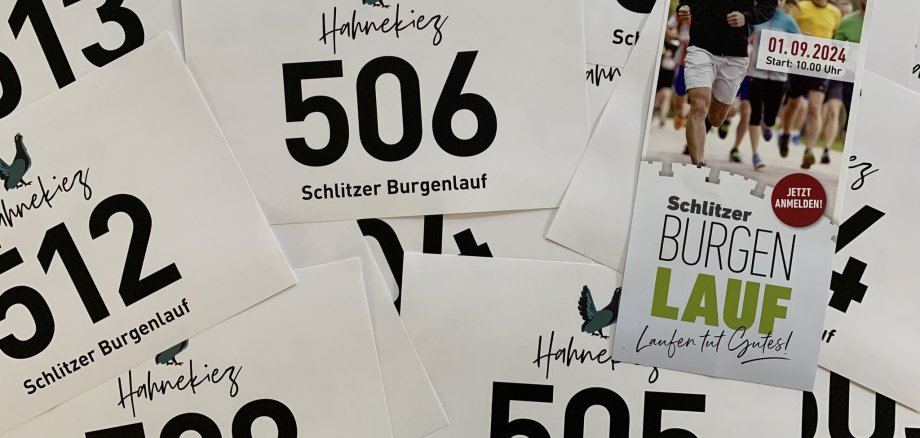 513
Hahnekiez
506
Schlitzer Burgenlauf
Hahnekiez
512
Schlitzer Burgenlauf
Hahnekiez
Hahnekiez
505
01.09.2024
Start: 10.00 Uhr
JETZT
ANMELDEN!
Schlitzer
BURGEN
LAUF
Laufen tut Gutes!